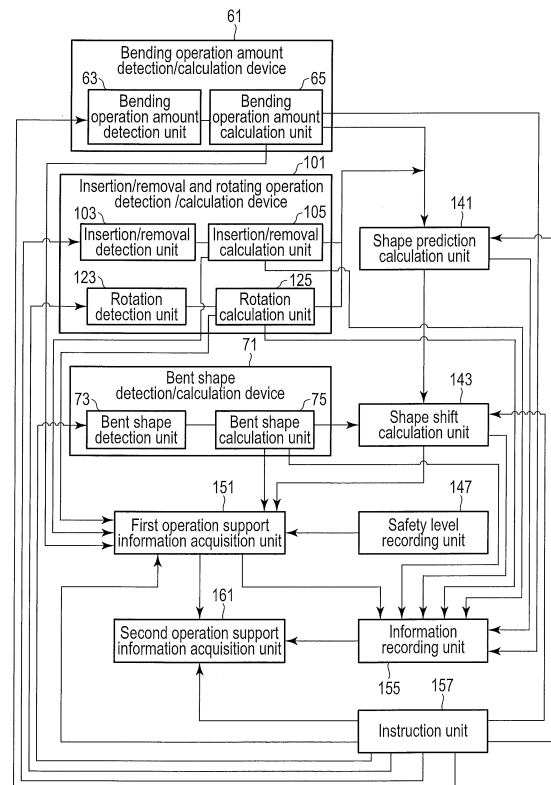 61
Bending operation amount
detection/calculation device
63
65
Bending
operation amount
detection unit
Bending
operation amount
calculation unit
101
Insertion/removal and rotating operation
detection /calculation device
103
105
141
Insertion/removal
detection unit
Insertion/removal
calculation unit
Shape prediction
calculation unit
123
125
Rotation
detection unit
Rotation
calculation unit
71
Bent shape
detection/calculation device
143
73
75
Bent shape
detection unit
Bent shape
calculation unit
Shape shift
calculation unit
151
147
First operation support
information acquisition unit
Safety level
recording unit
161
Second operation support
information acquisition unit
Information
recording unit
155
157
Instruction unit